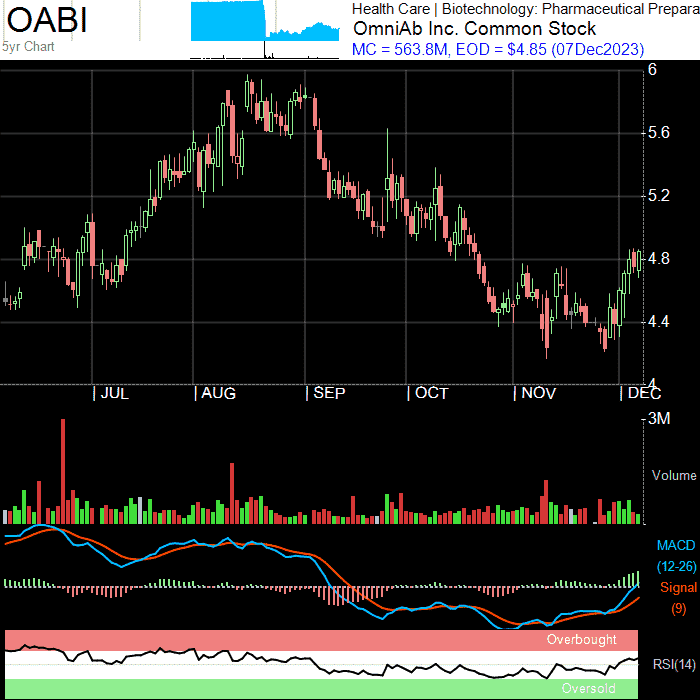 OABI
5yr Chart
Health Care | Biotechnology: Pharmaceutical Prepara
OmniAb Inc. Common Stock
MC = 563.8M, EOD = $4.85 (07Dec2023)
6
5.6
5.2
4.8
4.4
4
| JUL | AUG | SEP | OCT | NOV | DEC
3M
Volume
MACD
(12-26)
Signal
(9)
Overbought
RSI(14)
Oversold